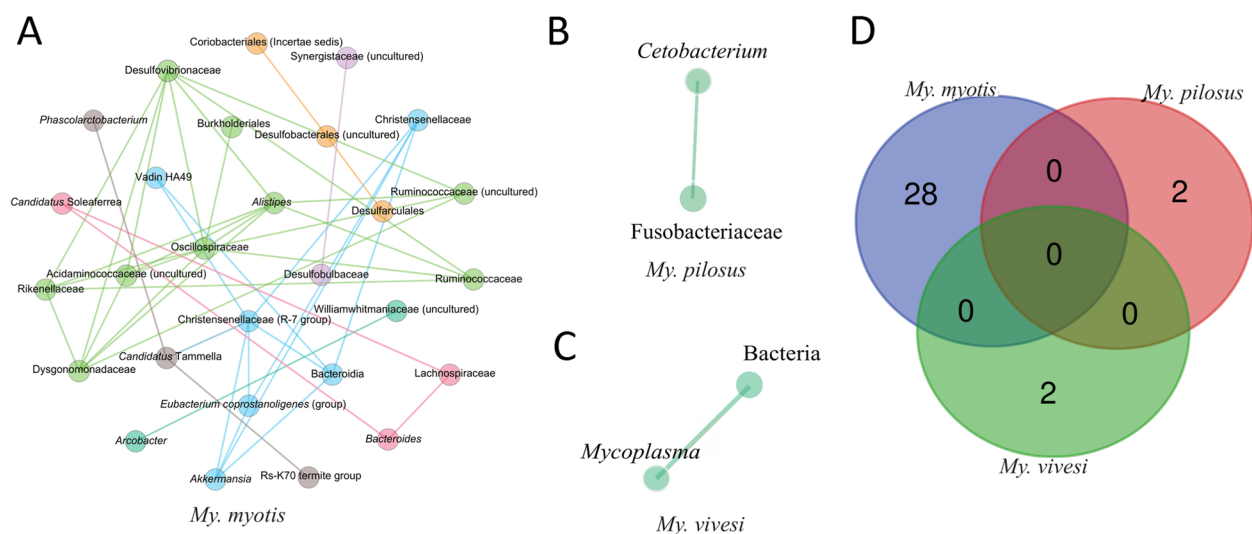 A
Coriobacteriales (Incertae sedis)
Synergistaceae (uncultured)
Desulfovibrionaceae
Phascolarctobacterium
Burkholderiales
Christensenellaceae
Desulfobacterales (uncultured)
Vadin HA49
Ruminococcaceae (uncultured)
Candidatus Soleaferrea
Alistipes
Desulfarculales
Oscillospiraceae
Acidaminococcaceae (uncultured)
Desulfobulbaceae
Ruminococcaceae
Rikenellaceae
Williamwhitmaniaceae (uncultured)
Christensenellaceae (R-7 group)
Candidatus Tammella
Dysgonomonadaceae
Bacteroidia
Lachnospiraceae
Eubacterium coprostanoligenes (group)
Arcobacter
Bacteroides
Akkermansia
Rs-K70 termite group
My. myotis
B
Cetobacterium
Fusobacteriaceae
My. pilosus
C
Bacteria
Mycoplasma
My. vivesi
D
My. myotis
My. pilosus
28
0
2
0
0
0
2
My. vivesi